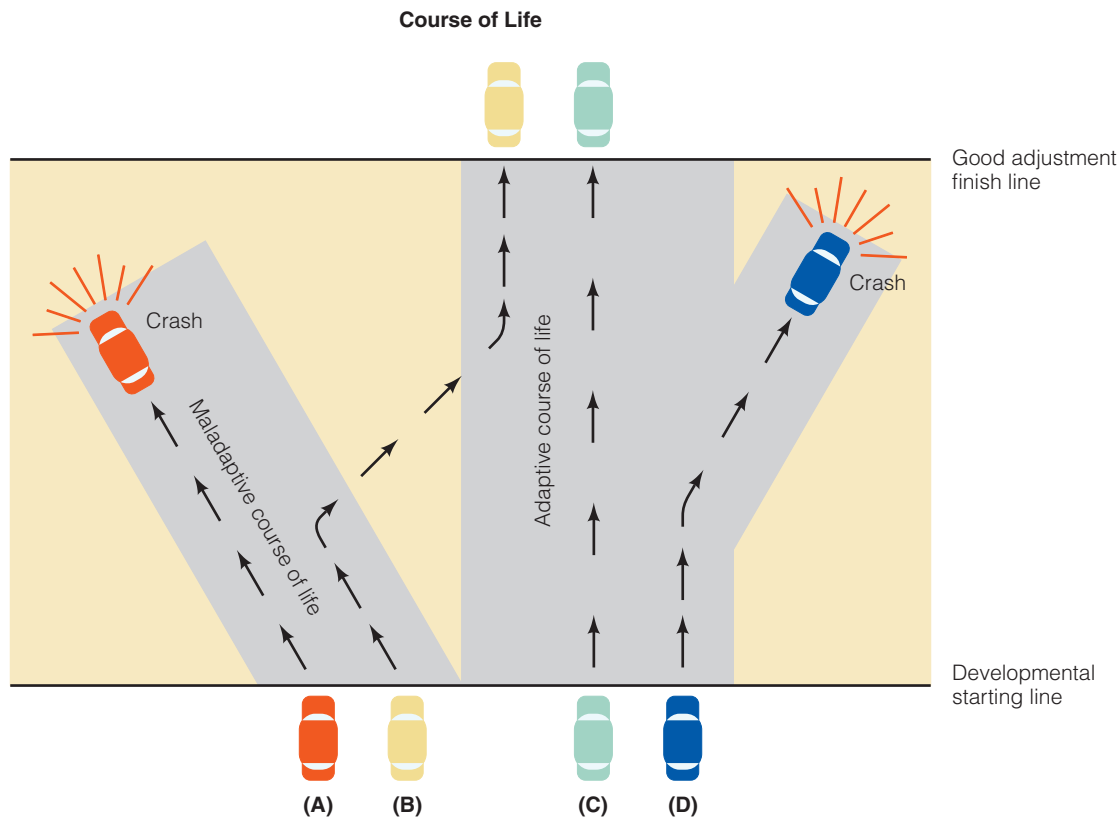 Course of Life
Good adjustment
finish line
Crash
Crash
Maladaptive course of life
Adaptive course of life
Developmental
starting line
(A)
(B)
(C)
(D)